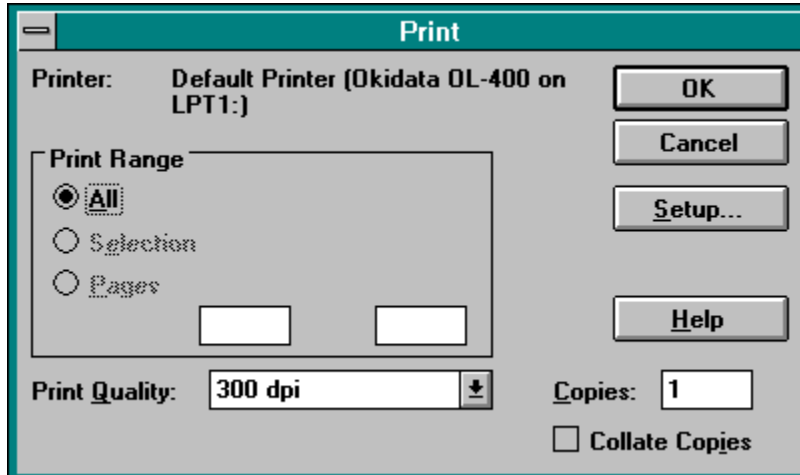 Print
Printer: Default Printer (Okidata OL-400 on
LPT1:)
OK
Cancel
Print Range
All
Setup...
Selection
Pages
Help
Print Quality: 300 dpi
Copies: 1
Collate Copies